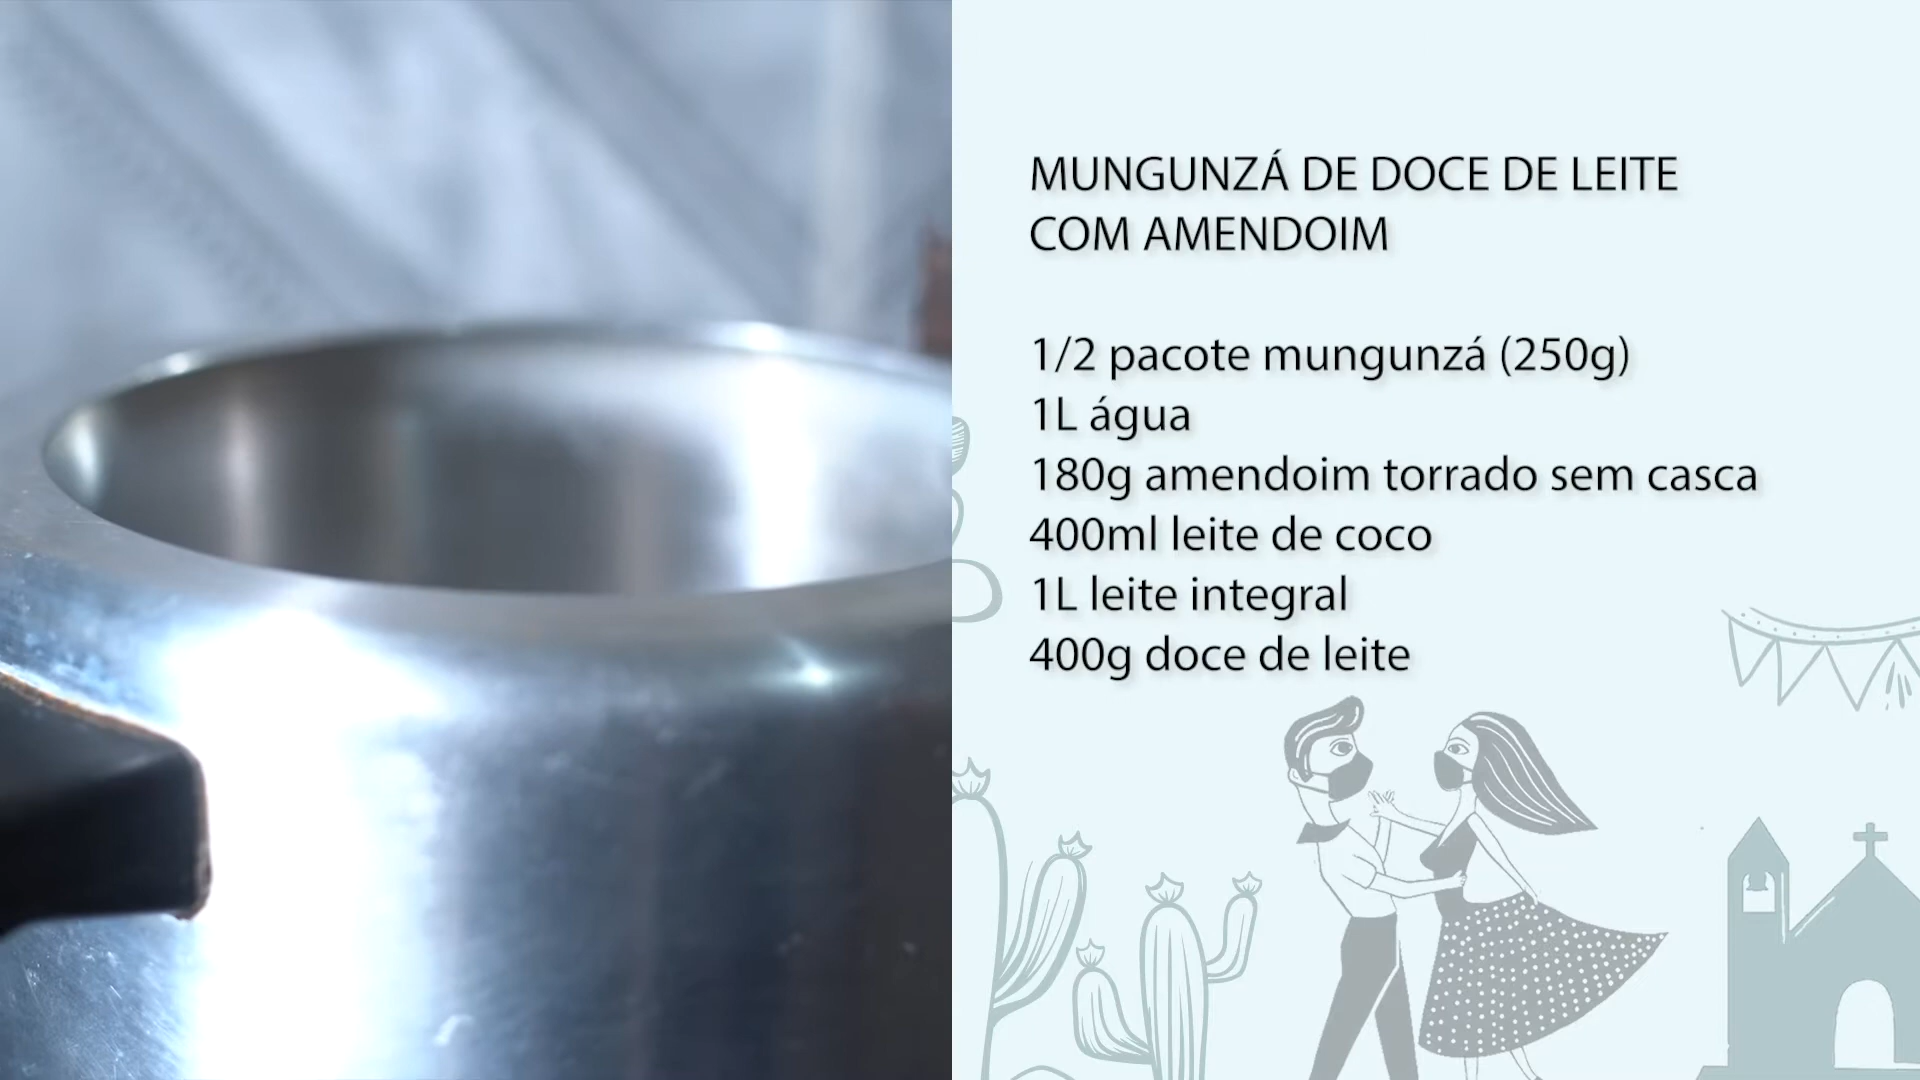 MUNGUNZÁ DE DOCE DE LEITE
COM AMENDOIM
1/2 pacote mungunzá (250g)
1L água
180g amendoim torrado sem casca
400ml leite de coco
1L leite integral
400g doce de leite